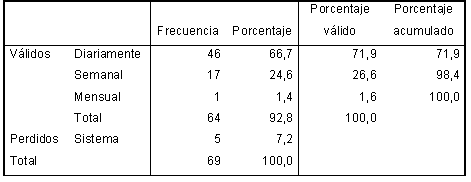 Frecuencia Porcentaje Porcentaje válido Porcentaje acumulado
Válidos Diariamente 46 66,7 71,9 71,9
Semanal 17 24,6 26,6 98,4
Mensual 1 1,4 1,6 100,0
Total 64 92,8 100,0
Perdidos Sistema 5 7,2
Total 69 100,0